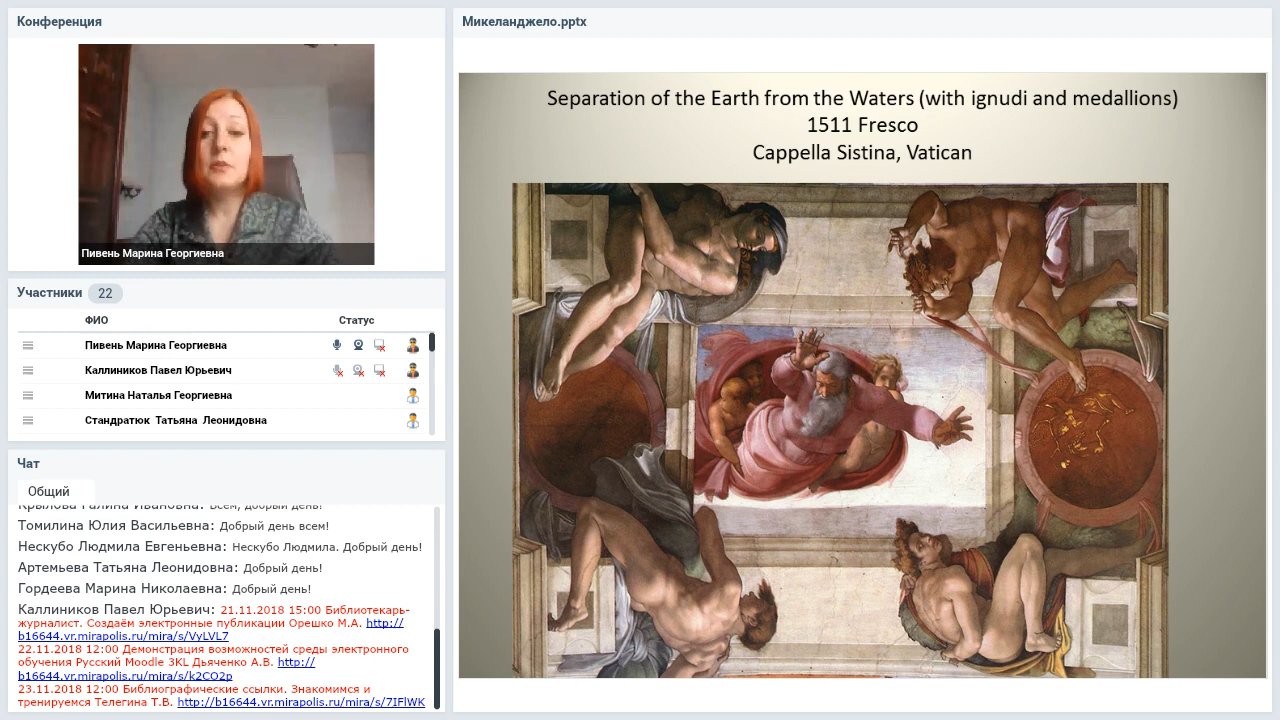 Конференция
Пивень Марина Георгиевна
Участники 22
ФИО Статус
Пивень Марина Георгиевна
Каллиников Павел Юрьевич
Митина Наталья Георгиевна
Стандратюк Татьяна Леонидовна
Чат
Общий
Крылова Галина Ивановна: Всем, добрый день!
Томилина Юлия Васильевна: Добрый день всем!
Нескубо Людмила Евгеньевна: Нескубо Людмила. Добрый день!
Артемьева Татьяна Леонидовна: Добрый день!
Гордеева Марина Николаевна: Добрый день!
Каллиников Павел Юрьевич: 21.11.2018 15:00 Библиотекарь-
журналист. Создаём электронные публикации Орешко М.А. http://
b16644.vr.mirapolis.ru/mira/s/VyLVL7
22.11.2018 12:00 Демонстрация возможностей среды электронного
обучения Русский Moodle 3KL Дьяченко А.В. http://
b16644.vr.mirapolis.ru/mira/s/k2CO2p
23.11.2018 12:00 Библиографические ссылки. Знакомимся и
тренируемся Телегина Т.В. http://b16644.vr.mirapolis.ru/mira/s/7IFlWK
Микеланджело.pptx
Separation of the Earth from the Waters (with ignudi and medallions)
1511 Fresco
Cappella Sistina, Vatican